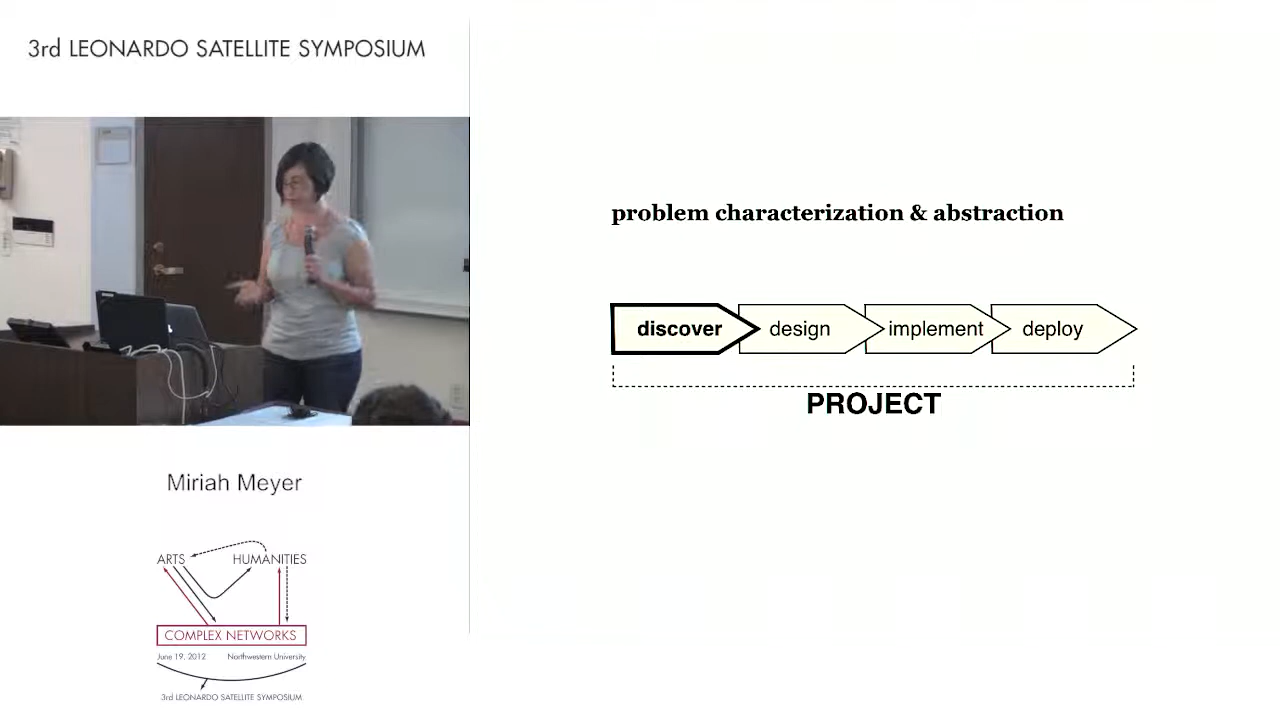 3rd LEONARDO SATELLITE SYMPOSIUM
problem characterization & abstraction
discover design implement deploy
PROJECT
Miriah Meyer
ARTS HUMANITIES
COMPLEX NETWORKS
June 19, 2012 Northwestern University
3rd LEONARDO SATELLITE SYMPOSIUM